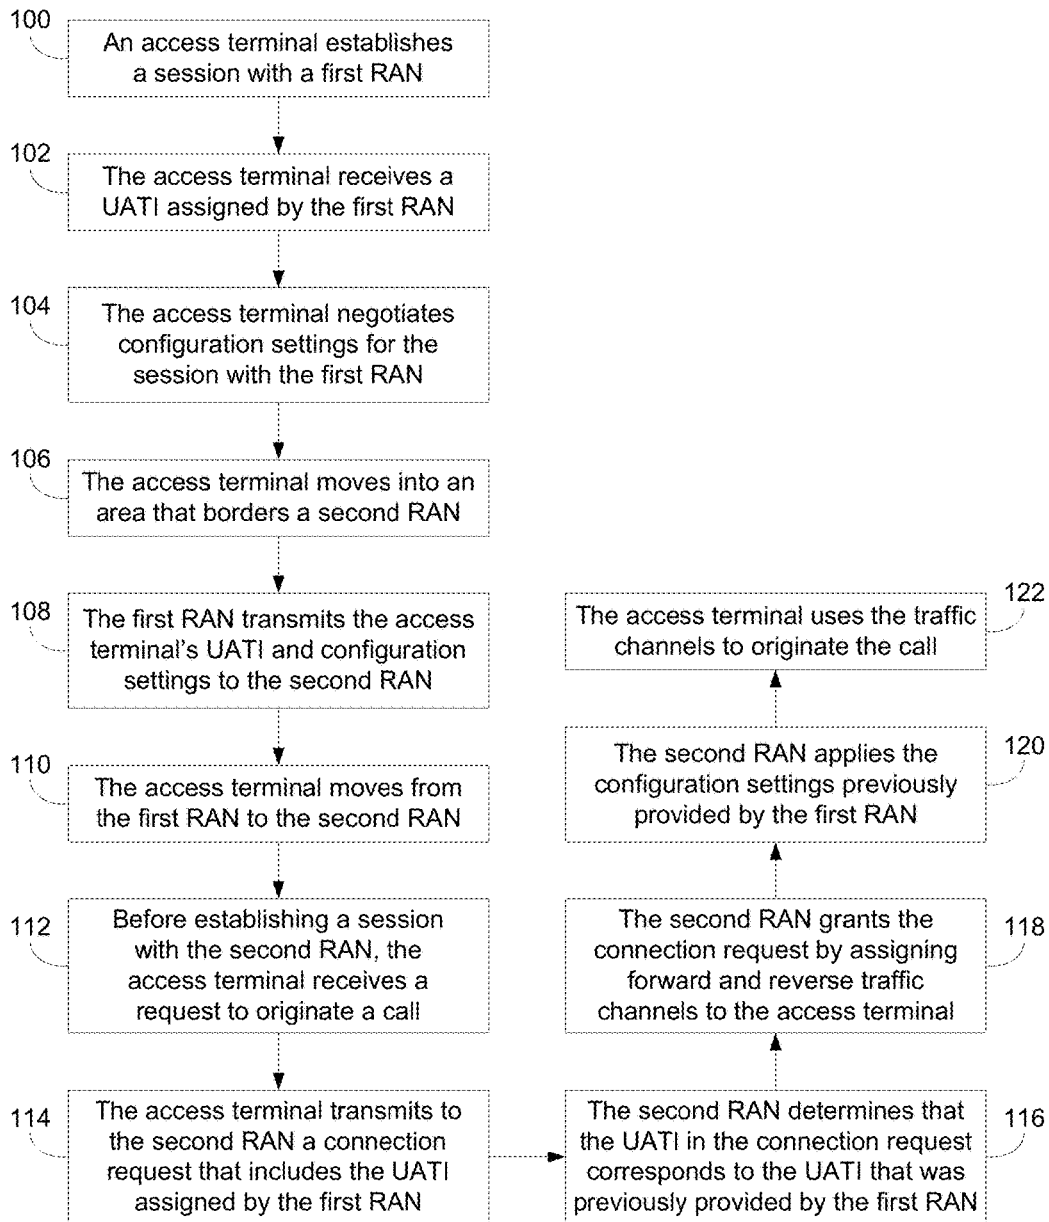 100
An access terminal establishes
a session with a first RAN
102
The access terminal receives a
UATI assigned by the first RAN
104
The access terminal negotiates
configuration settings for the
session with the first RAN
106
The access terminal moves into an
area that borders a second RAN
108
The first RAN transmits the access
terminal's UATI and configuration
settings to the second RAN
110
The access terminal moves from
the first RAN to the second RAN
112
Before establishing a session
with the second RAN, the
access terminal receives a
request to originate a call
114
The access terminal transmits to
the second RAN a connection
request that includes the UATI
assigned by the first RAN
116
The second RAN determines that
the UATI in the connection request
corresponds to the UATI that was
previously provided by the first RAN
118
The second RAN grants the
connection request by assigning
forward and reverse traffic
channels to the access terminal
120
The second RAN applies the
configuration settings previously
provided by the first RAN
122
The access terminal uses the traffic
channels to originate the call